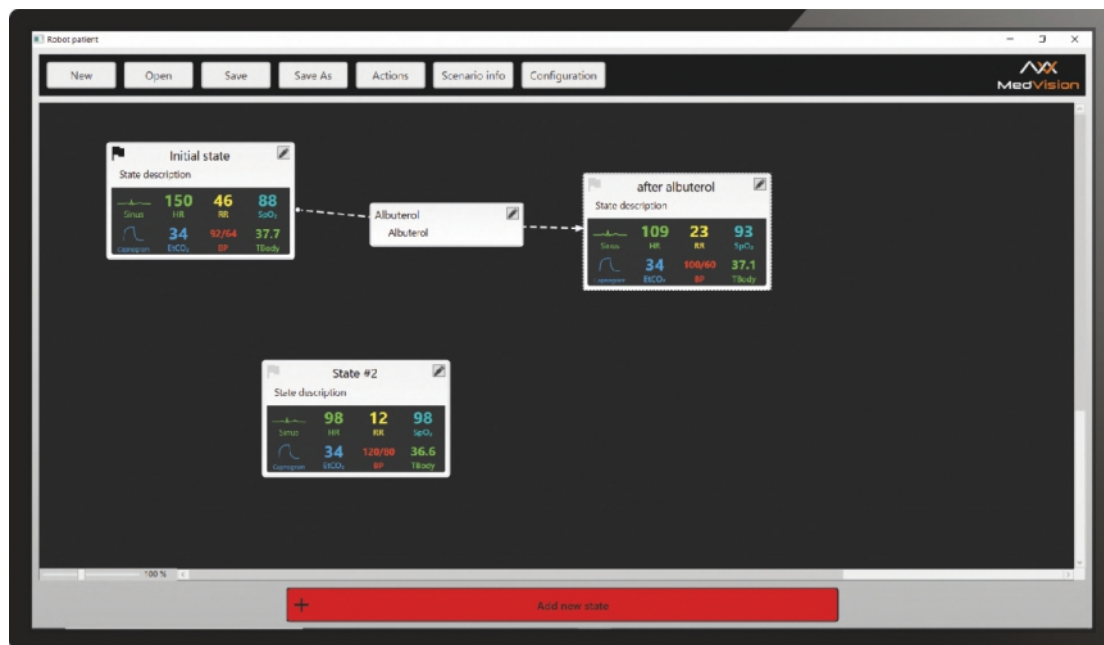 Robot patient
New Open Save Save As Actions Scenario info Configuration
MedVision
Initial state
State description
150 46 88
Sinus HR RR SpO₂
34 92/64 37.7
Capnogram EtCO₂ BP TBody
Albuterol
Albuterol
after albuterol
State description
109 23 93
Sinus HR RR SpO₂
34 100/60 37.1
Capnogram EtCO₂ BP TBody
State #2
State description
98 12 98
Sinus HR RR SpO₂
34 120/80 36.6
Capnogram EtCO₂ BP TBody
100 %
+ Add new state